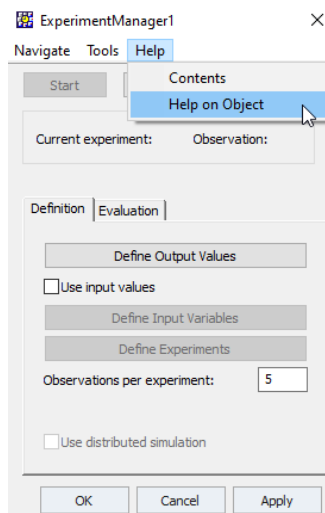 ExperimentManager1
Navigate Tools Help
Start
Contents
Help on Object
Current experiment: Observation:
Definition Evaluation
Define Output Values
Use input values
Define Input Variables
Define Experiments
Observations per experiment: 5
Use distributed simulation
OK Cancel Apply